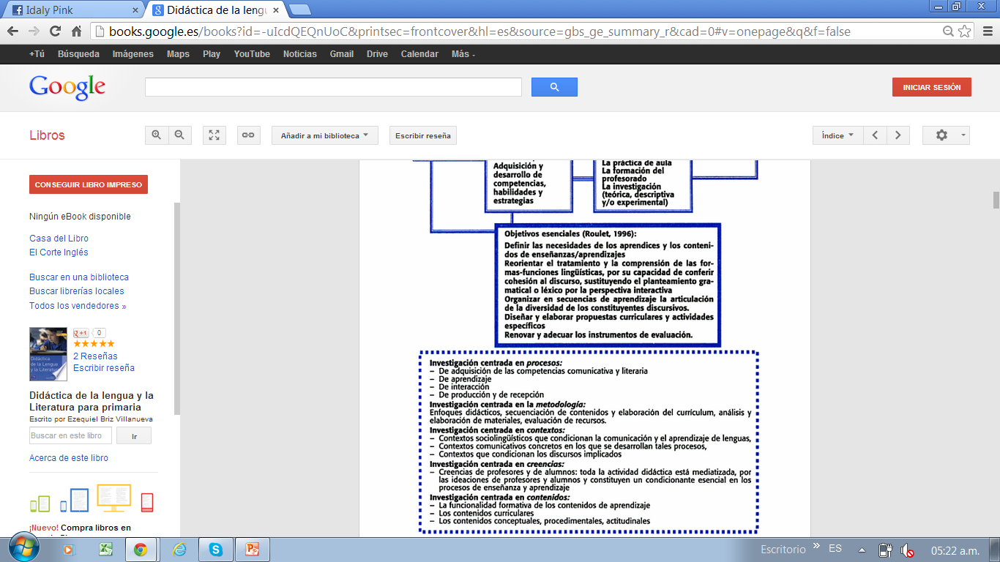 Idaly Pink
Didáctica de la lengu
books.google.es/books?id=-uIcdQEQnUoC&printsec=frontcover&hl=es&source=gbs_ge_summary_r&cad=0#v=onepage&q&f=false
+Tú Búsqueda Imágenes Maps Play YouTube Noticias Gmail Drive Calendar Más
Google
INICIAR SESIÓN
Libros
Añadir a mi biblioteca
Escribir reseña
Índice
CONSEGUIR LIBRO IMPRESO
Ningún eBook disponible
Casa del Libro
El Corte Inglés
Buscar en una biblioteca
Buscar librerías locales
Todos los vendedores »
Didáctica
de la Lengua
y la Literatura
g+1 0
2 Reseñas
Escribir reseña
Didáctica de la lengua y la
Literatura para primaria
Escrito por Ezequiel Briz Villanueva
Buscar en este libro
Ir
Acerca de este libro
¡Nuevo! Compra libros en
Adquisición y
desarrollo de
competencias,
habilidades y
estrategias
La práctica de aula
La formación del
profesorado
La investigación
(teórica, descriptiva
y/o experimental)
Objetivos esenciales (Roulet, 1996):
Definir las necesidades de los aprendices y los conteni-
dos de enseñanzas/aprendizajes
Reorientar el tratamiento y la comprensión de las for-
mas-funciones lingüísticas, por su capacidad de conferir
cohesión al discurso, sustituyendo el planteamiento gra-
matical o léxico por la perspectiva interactiva
Organizar en secuencias de aprendizaje la articulación
de la diversidad de los constituyentes discursivos.
Diseñar y elaborar propuestas curriculares y actividades
específicos
Renovar y adecuar los instrumentos de evaluación.
Investigación centrada en procesos:
– De adquisición de las competencias comunicativa y literaria
– De aprendizaje
– De interacción
– De producción y de recepción
Investigación centrada en la metodología:
Enfoques didácticos, secuenciación de contenidos y elaboración del currículum, análisis y
elaboración de materiales, evaluación de recursos.
Investigación centrada en contextos:
– Contextos sociolingüísticos que condicionan la comunicación y el aprendizaje de lenguas,
– Contextos comunicativos concretos en los que se desarrollan tales procesos,
– Contextos que condicionan los discursos implicados
Investigación centrada en creencias:
– Creencias de profesores y de alumnos: toda la actividad didáctica está mediatizada, por
las ideaciones de profesores y alumnos y constituyen un condicionante esencial en los
procesos de enseñanza y aprendizaje
Investigación centrada en contenidos:
– La funcionalidad formativa de los contenidos de aprendizaje
– Los contenidos curriculares
– Los contenidos conceptuales, procedimentales, actitudinales
Escritorio » ES 05:22 a.m.